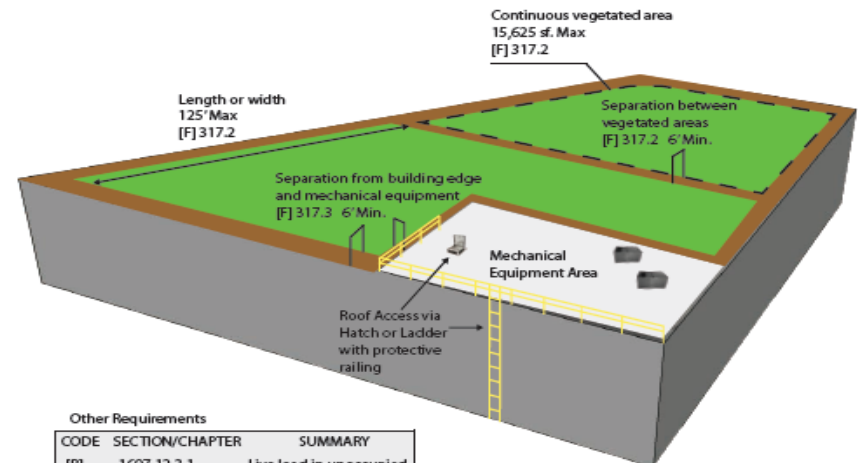 Continuous vegetated area
15,625 sf. Max
[F] 317.2
Length or width
125' Max
[F] 317.2
Separation between
vegetated areas
[F] 317.2 6' Min.
Separation from building edge
and mechanical equipment
[F] 317.3 6' Min.
Mechanical
Equipment Area
Roof Access via
Hatch or Ladder
with protective
railing
Other Requirements
CODE SECTION/CHAPTER SUMMARY